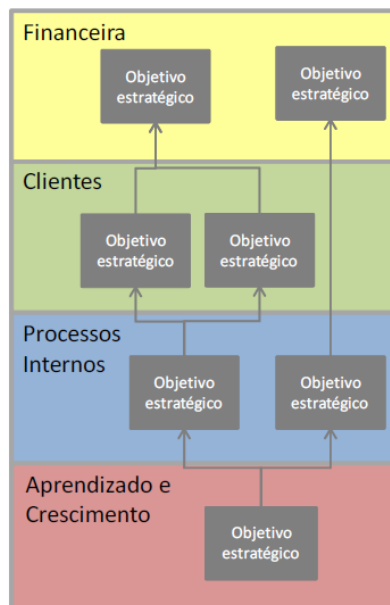 Financeira
Objetivo
estratégico
Objetivo
estratégico
Clientes
Objetivo
estratégico
Objetivo
estratégico
Processos
Internos
Objetivo
estratégico
Objetivo
estratégico
Aprendizado e
Crescimento
Objetivo
estratégico